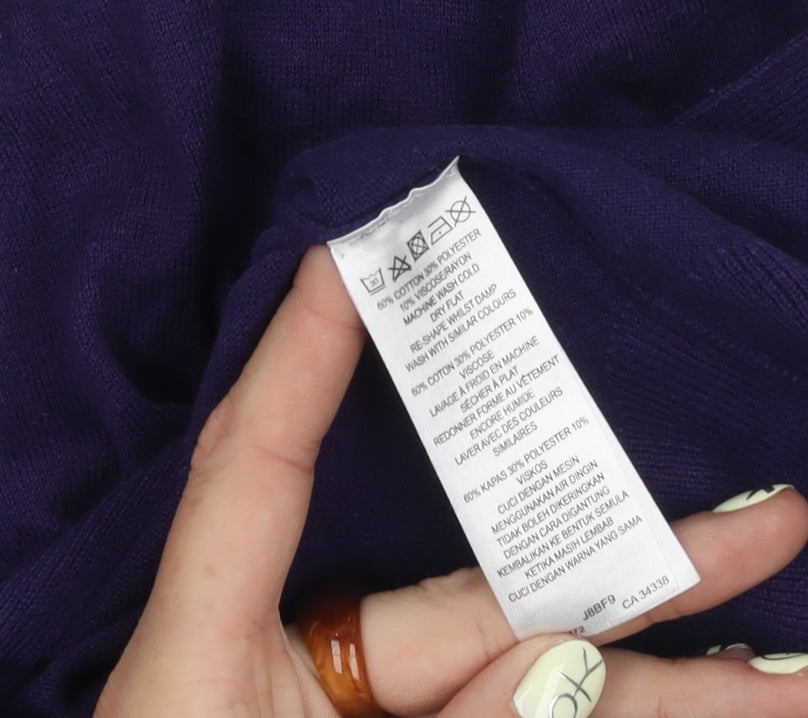 30
60% COTTON 30% POLYESTER
10% VISCOSE/RAYON
MACHINE WASH COLD
DRY FLAT
RE-SHAPE WHILST DAMP
WASH WITH SIMILAR COLOURS
60% COTON 30% POLYESTER 10%
VISCOSE
LAVAGE À FROID EN MACHINE
SÉCHER À PLAT
REDONNER FORME AU VÊTEMENT
ENCORE HUMIDE
LAVER AVEC DES COULEURS
SIMILAIRES
60% KAPAS 30% POLYESTER 10%
VISKOS
CUCI DENGAN MESIN
MENGGUNAKAN AIR DINGIN
TIDAK BOLEH DIKERINGKAN
DENGAN CARA DIGANTUNG
KEMBALIKAN KE BENTUK SEMULA
KETIKA MASIH LEMBAB
CUCI DENGAN WARNA YANG SAMA
J8BF9
CA 34338